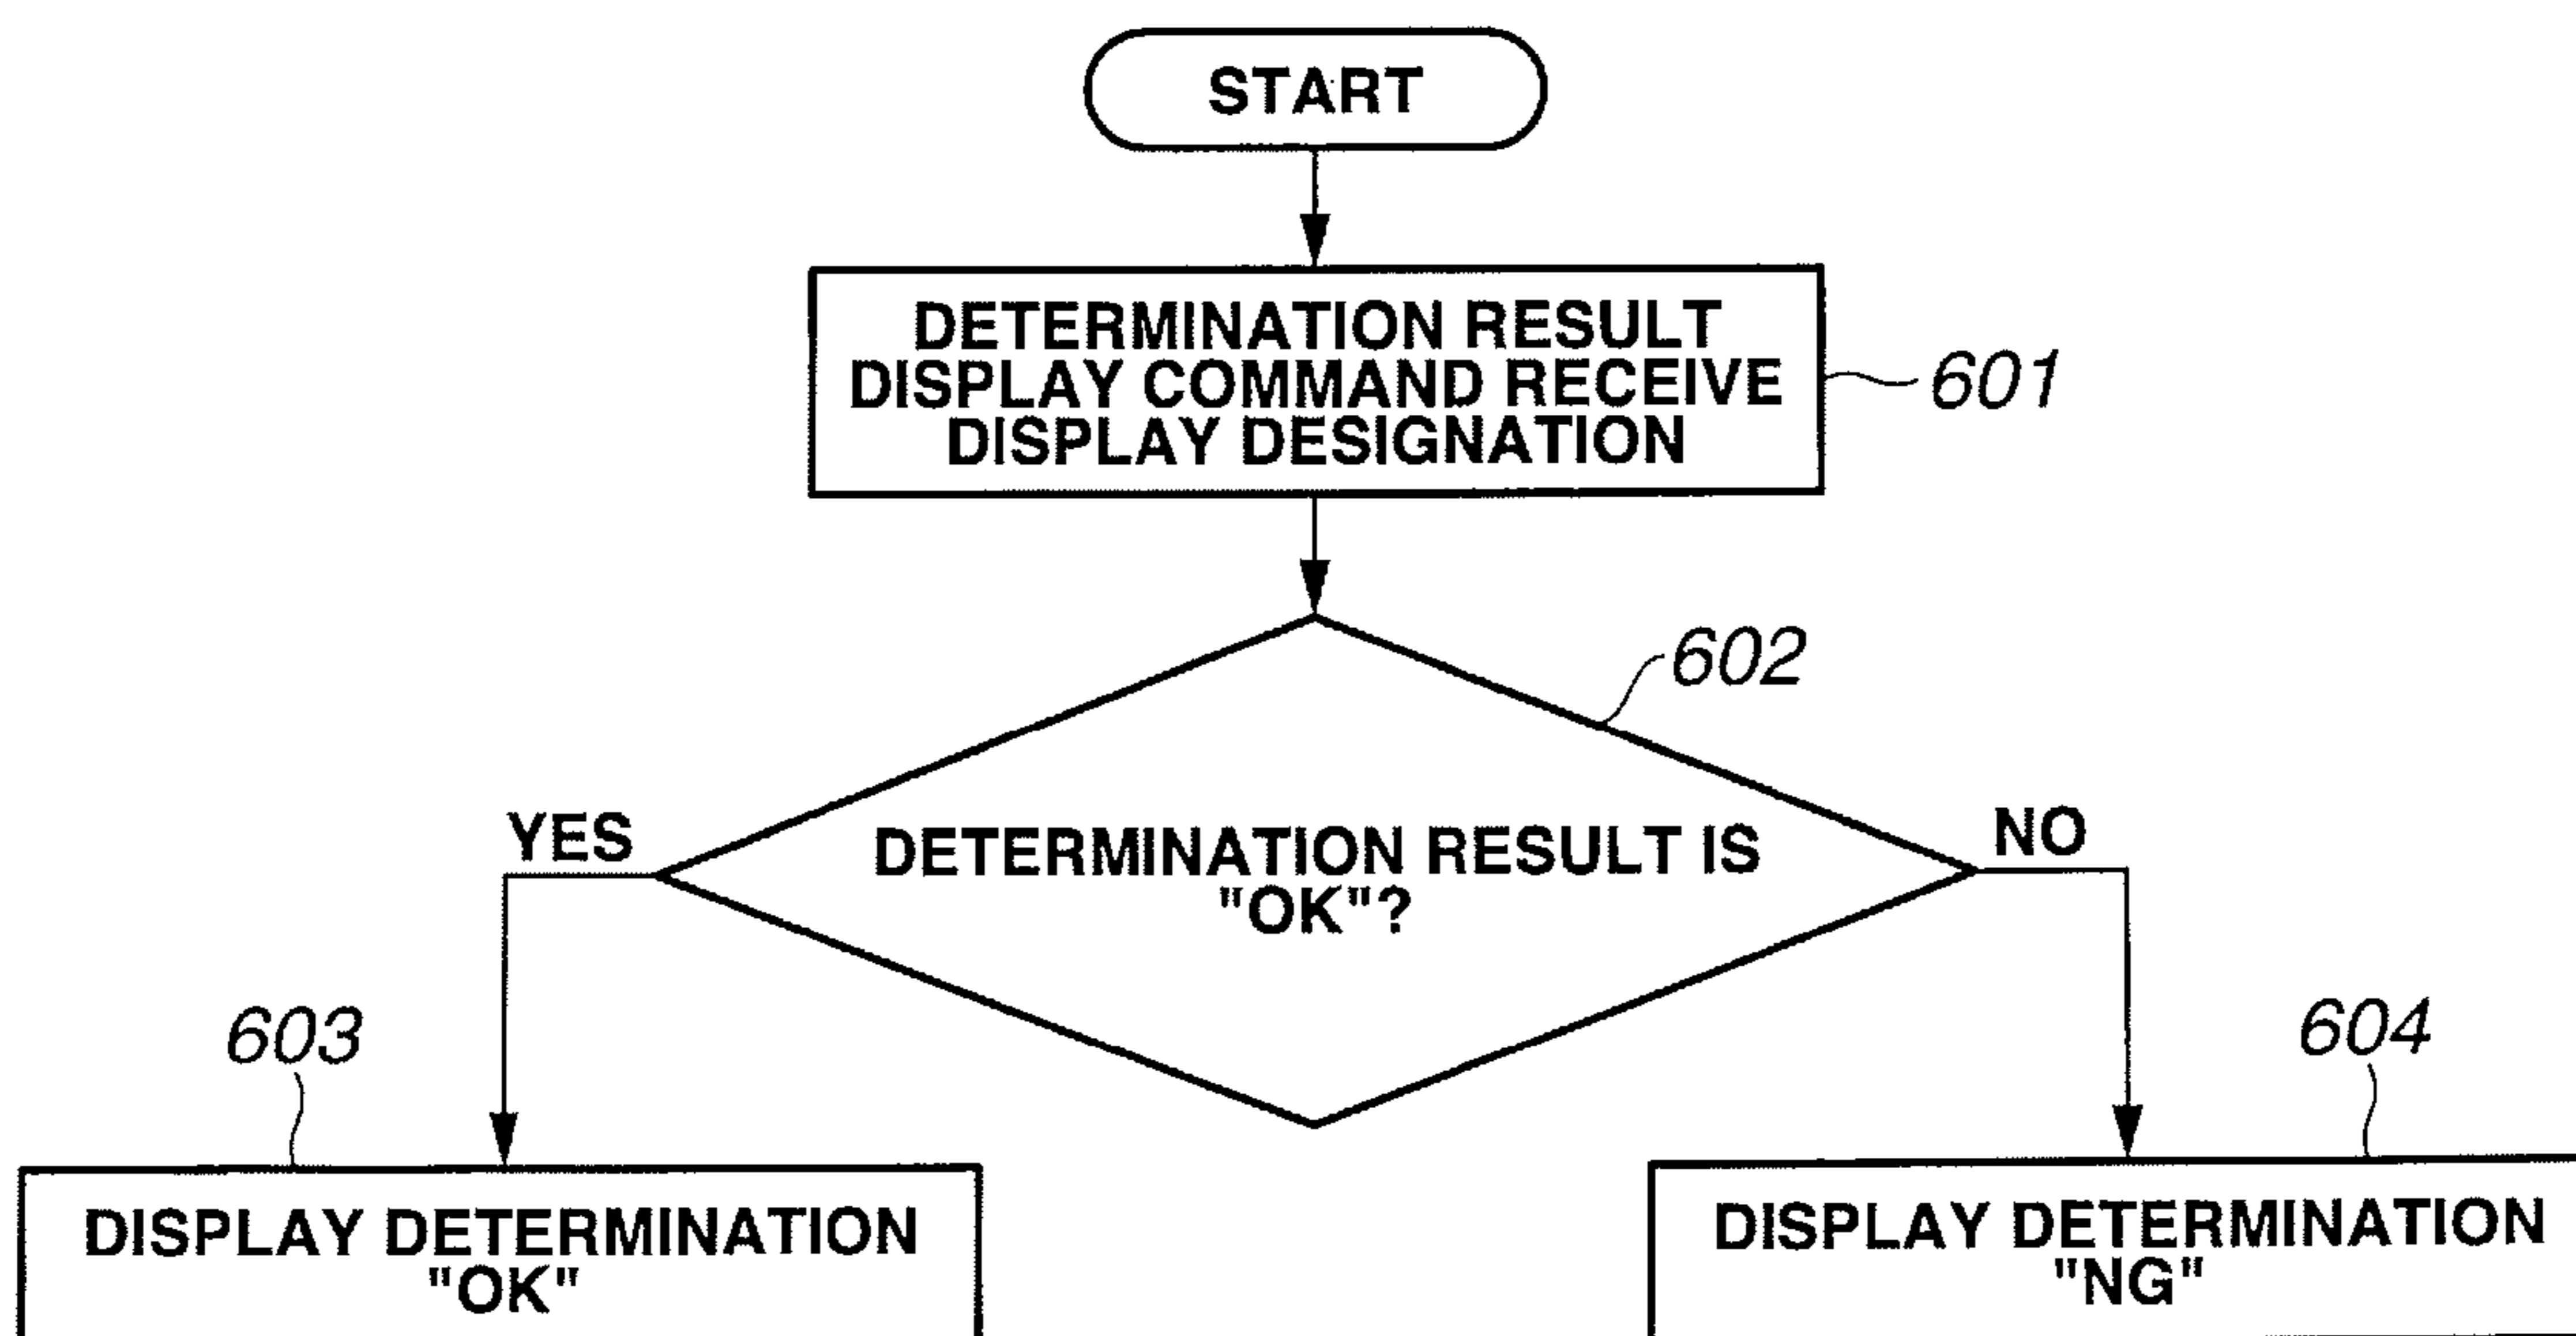 START
DETERMINATION RESULT
DISPLAY COMMAND RECEIVE
DISPLAY DESIGNATION
601
602
YES
NO
DETERMINATION RESULT IS
"OK"?
603
604
DISPLAY DETERMINATION
"OK"
DISPLAY DETERMINATION
"NG"